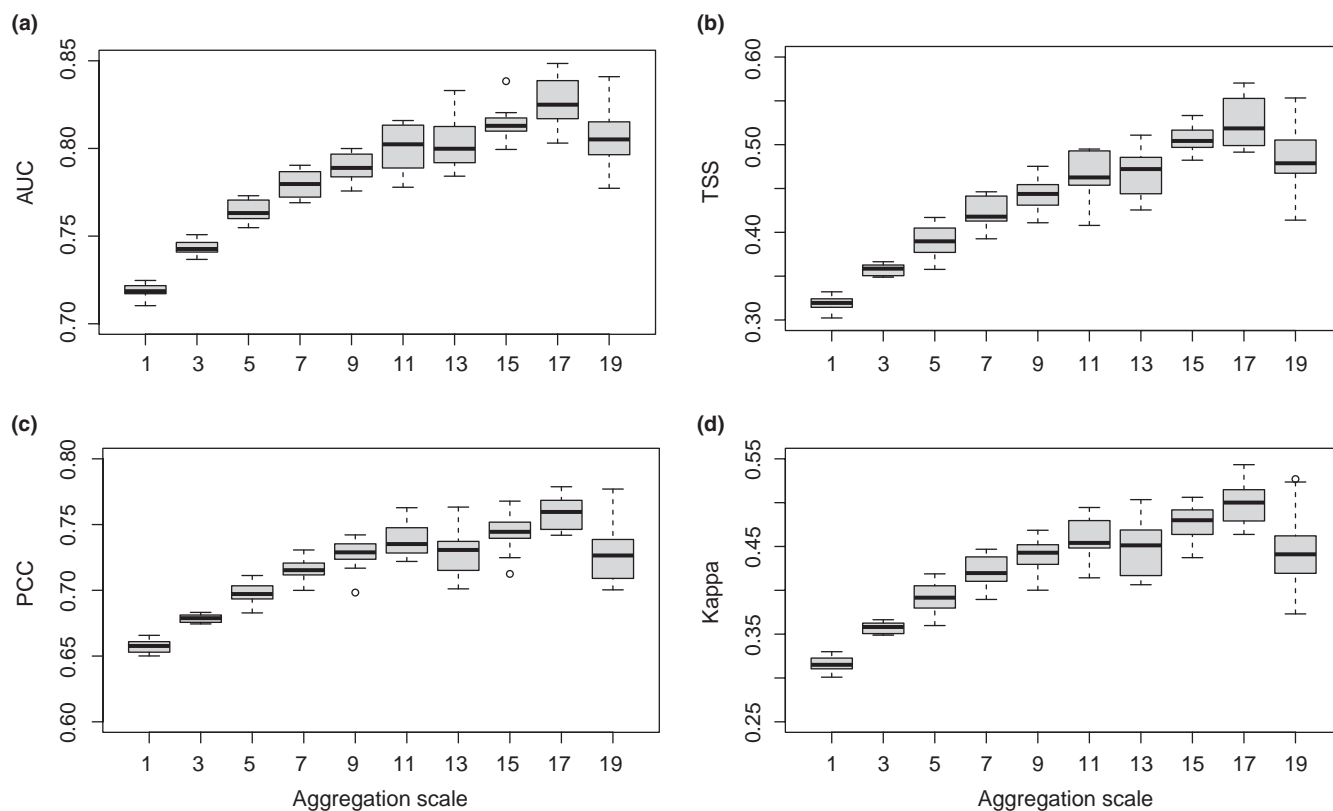 (a)
0.85
0.80
0.75
0.70
AUC
1 3 5 7 9 11 13 15 17 19
(b)
0.60
0.50
0.40
0.30
TSS
1 3 5 7 9 11 13 15 17 19
(c)
0.80
0.75
0.70
0.65
0.60
PCC
1 3 5 7 9 11 13 15 17 19
Aggregation scale
(d)
0.55
0.45
0.35
0.25
Kappa
1 3 5 7 9 11 13 15 17 19
Aggregation scale